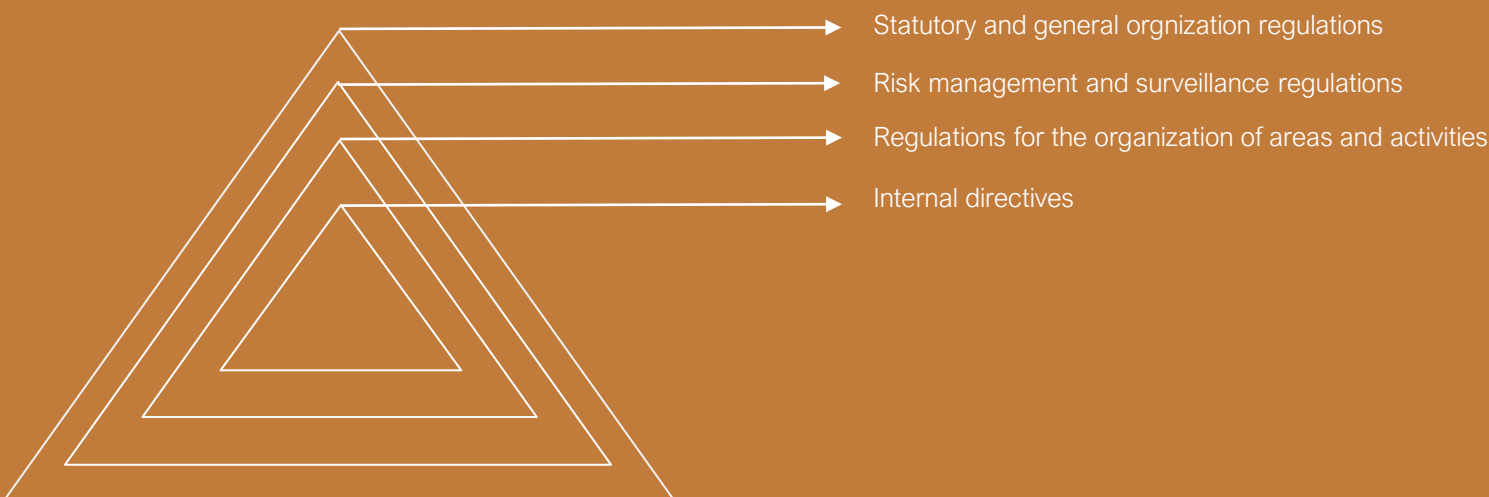 Statutory and general orgnization regulations
Risk management and surveillance regulations
Regulations for the organization of areas and activities
Internal directives